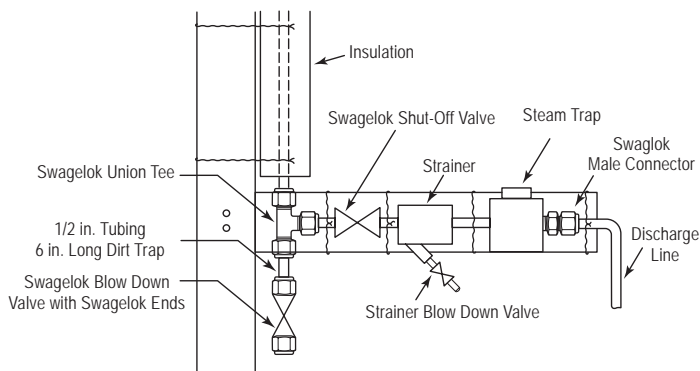 Insulation
Swagelok Shut-Off Valve
Steam Trap
Swaglok
Male Connector
Strainer
Swagelok Union Tee
1/2 in. Tubing
6 in. Long Dirt Trap
Discharge
Line
Swagelok Blow Down
Valve with Swagelok Ends
Strainer Blow Down Valve